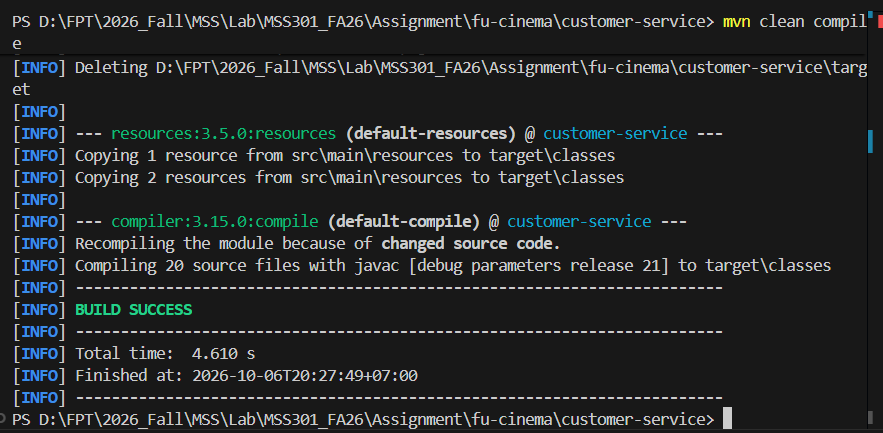 PS D:\FPT\2026_Fall\MSS\Lab\MSS301_FA26\Assignment\fu-cinema\customer-service> mvn clean compil
e
[INFO] Deleting D:\FPT\2026_Fall\MSS\Lab\MSS301_FA26\Assignment\fu-cinema\customer-service\targ
et
[INFO]
[INFO] --- resources:3.5.0:resources (default-resources) @ customer-service ---
[INFO] Copying 1 resource from src\main\resources to target\classes
[INFO] Copying 2 resources from src\main\resources to target\classes
[INFO]
[INFO] --- compiler:3.15.0:compile (default-compile) @ customer-service ---
[INFO] Recompiling the module because of changed source code.
[INFO] Compiling 20 source files with javac [debug parameters release 21] to target\classes
[INFO] ------------------------------------------------------------------------
[INFO] BUILD SUCCESS
[INFO] ------------------------------------------------------------------------
[INFO] Total time:  4.610 s
[INFO] Finished at: 2026-10-06T20:27:49+07:00
[INFO] ------------------------------------------------------------------------
PS D:\FPT\2026_Fall\MSS\Lab\MSS301_FA26\Assignment\fu-cinema\customer-service>